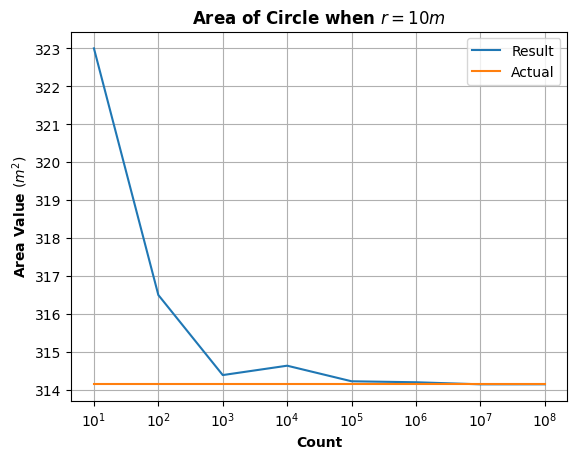 Area of Circle when r = 10m
Result
Actual
323
322
321
320
319
318
317
316
315
314
Area Value (m²)
10¹ 10² 10³ 10⁴ 10⁵ 10⁶ 10⁷ 10⁸
Count